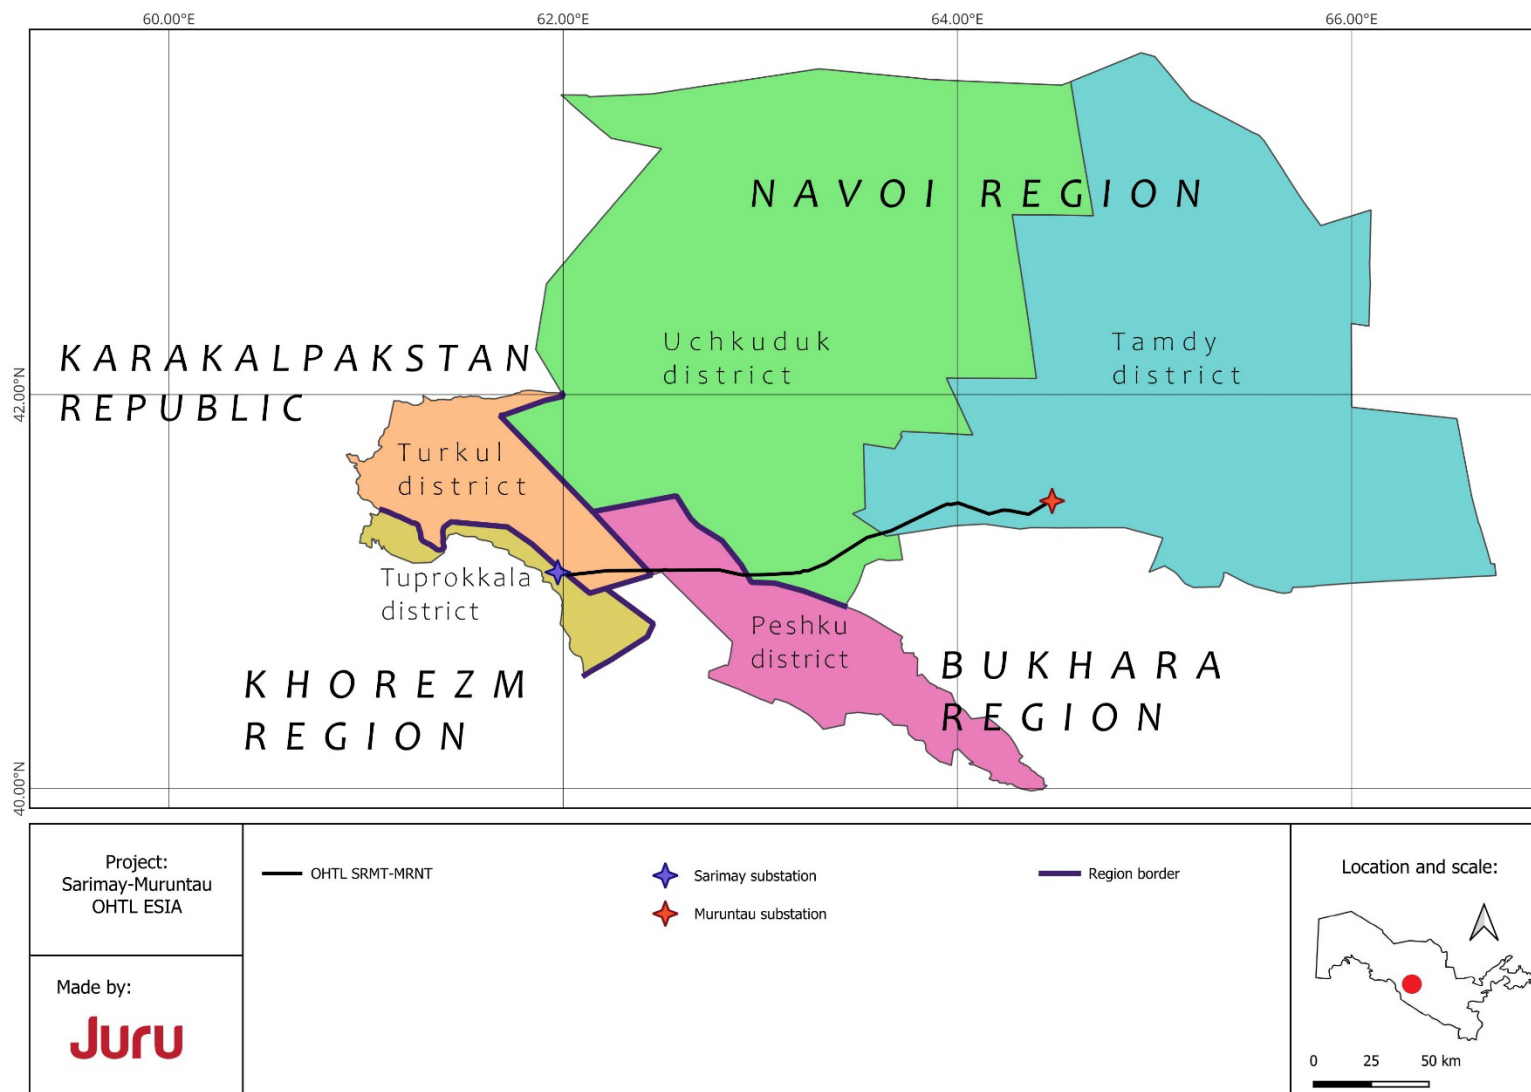 60.00°E
62.00°E
64.00°E
66.00°E
42.00°N
40.00°N
NAVOI REGION
KARAKALPAKSTAN
REPUBLIC
Uchkuduk
district
Tamdy
district
Turkul
district
Tuprokkala
district
Peshku
district
KHOREZM
REGION
BUKHARA
REGION
Project:
Sarimay-Muruntau
OHTL ESIA
Made by:
Juru
OHTL SRMT-MRNT
Sarimay substation
Muruntau substation
Region border
Location and scale:
0 25 50 km